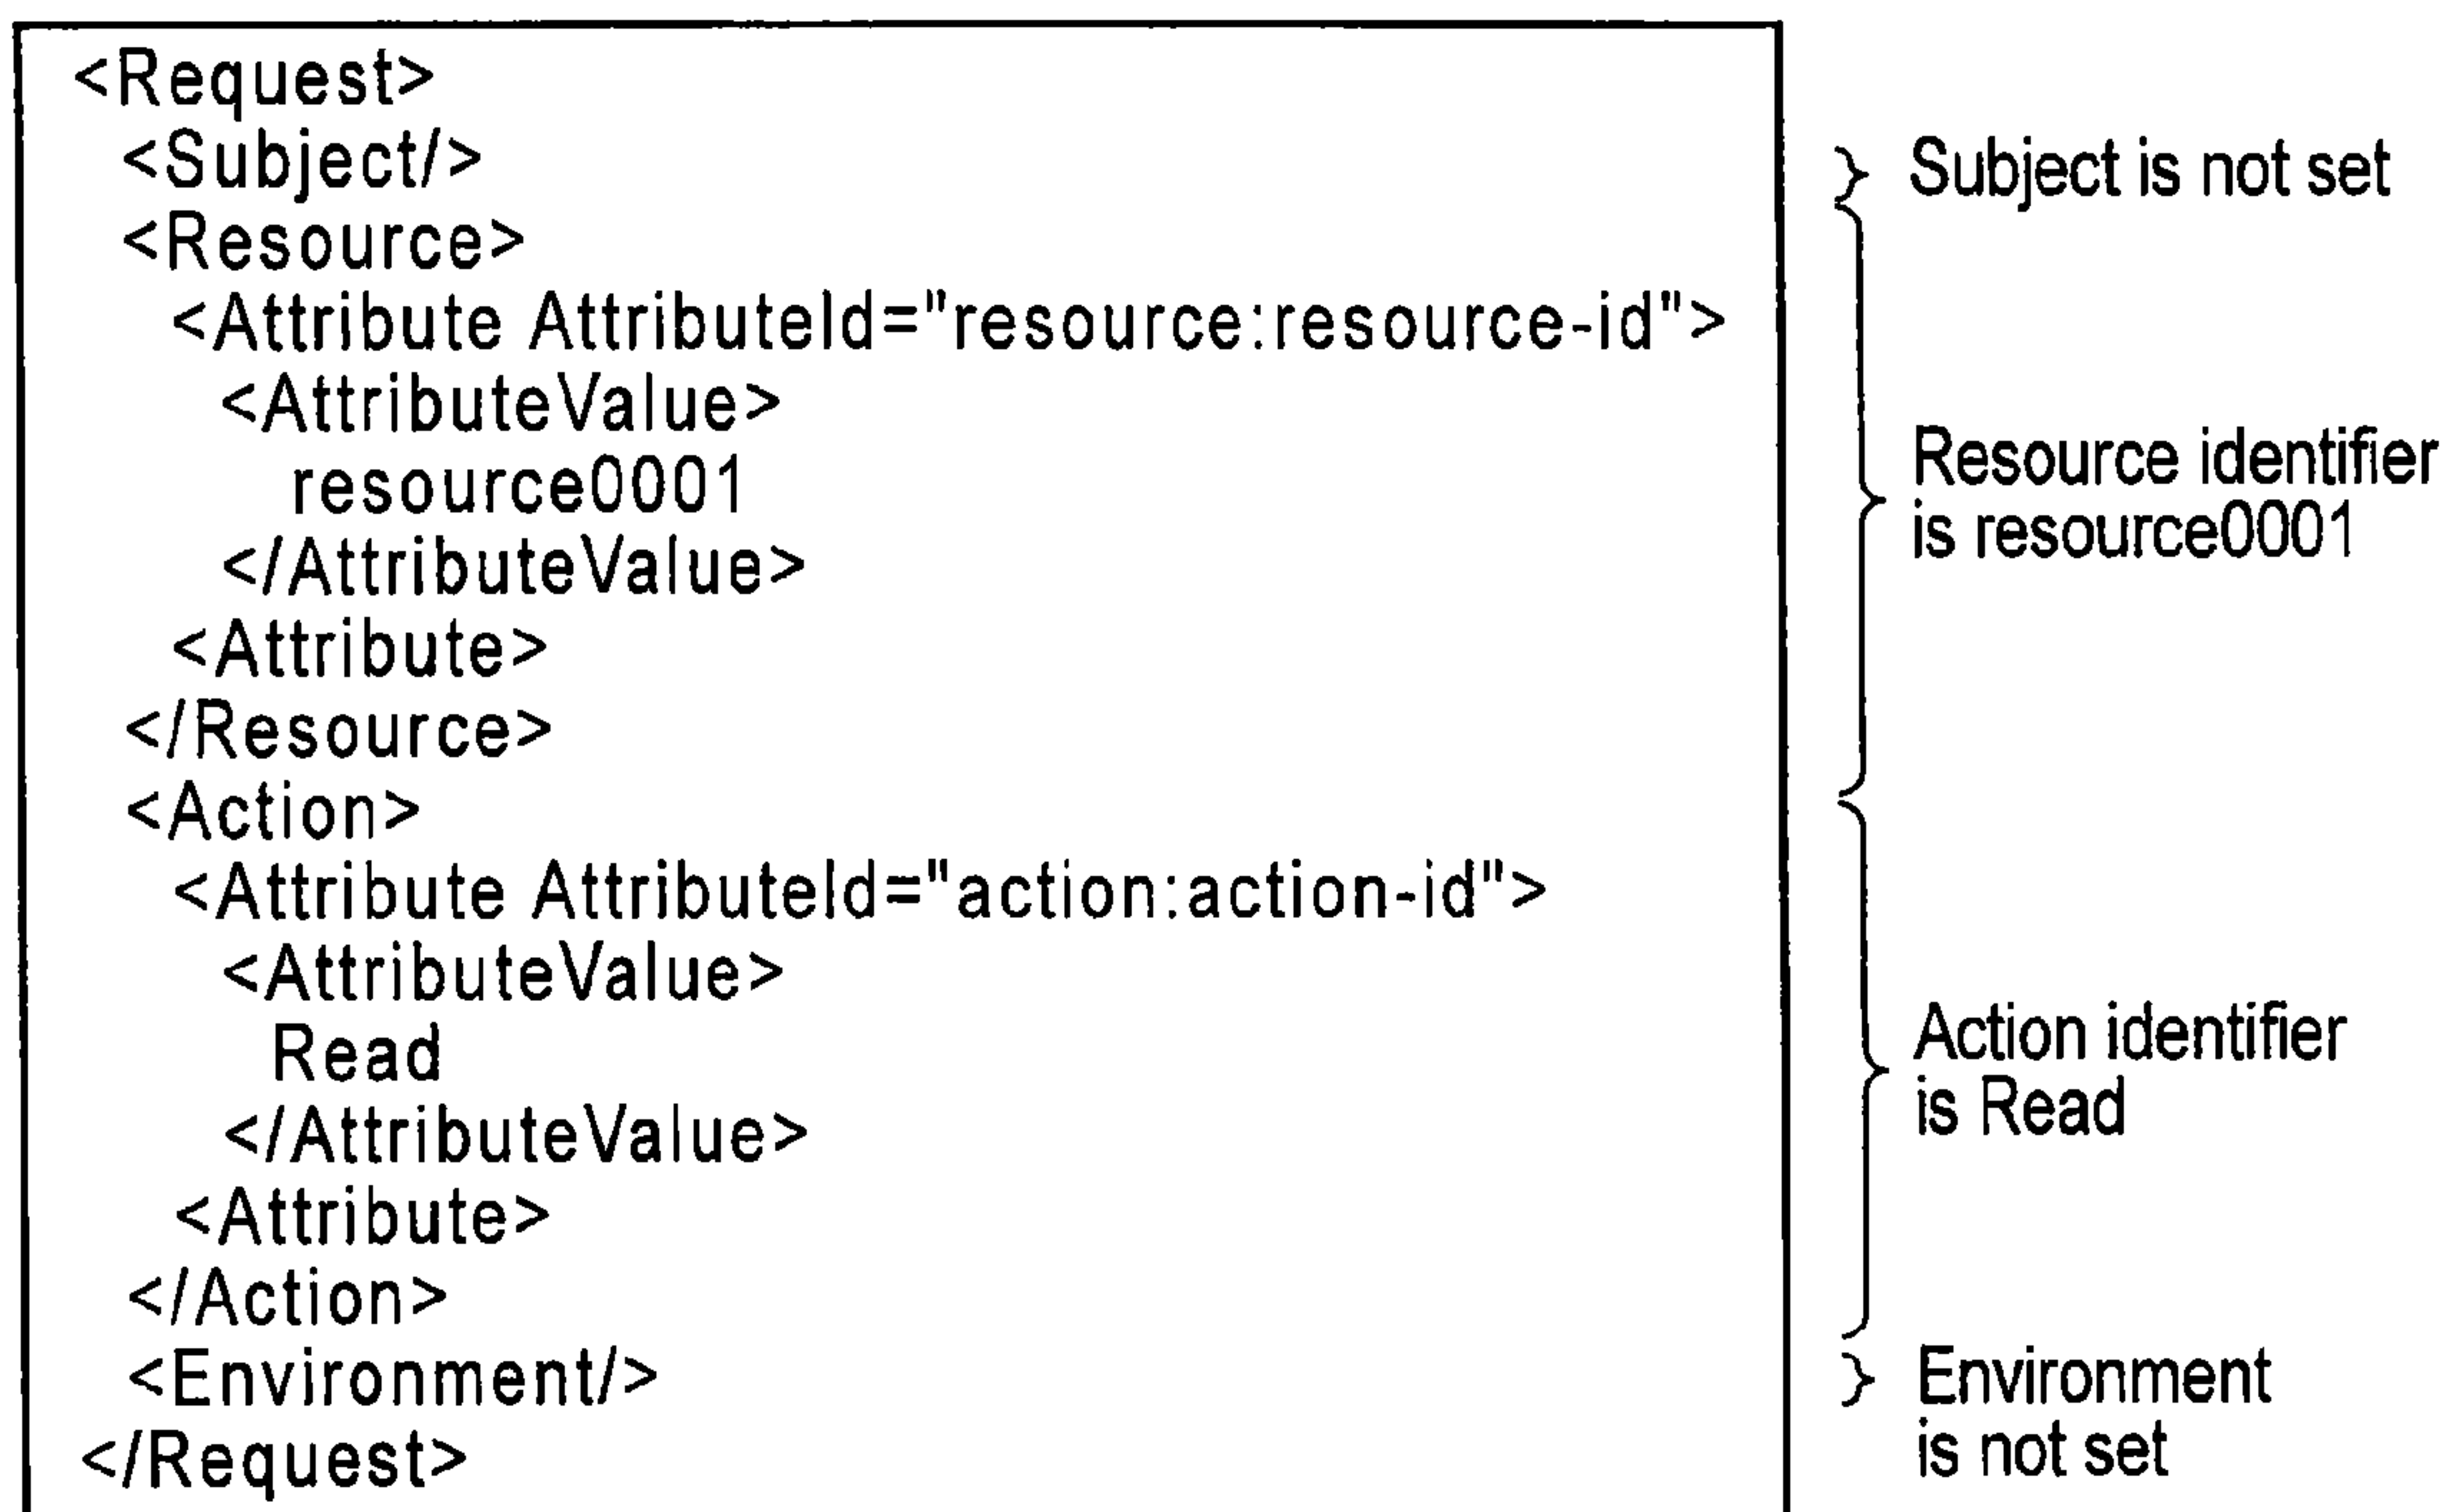 <Request>
<Subject/>
<Resource>
<Attribute AttributeId="resource:resource-id">
<AttributeValue>
resource0001
</AttributeValue>
<Attribute>
</Resource>
<Action>
<Attribute AttributeId="action:action-id">
<AttributeValue>
Read
</AttributeValue>
<Attribute>
</Action>
<Environment/>
</Request>
Subject is not set
Resource identifier
is resource0001
Action identifier
is Read
Environment
is not set